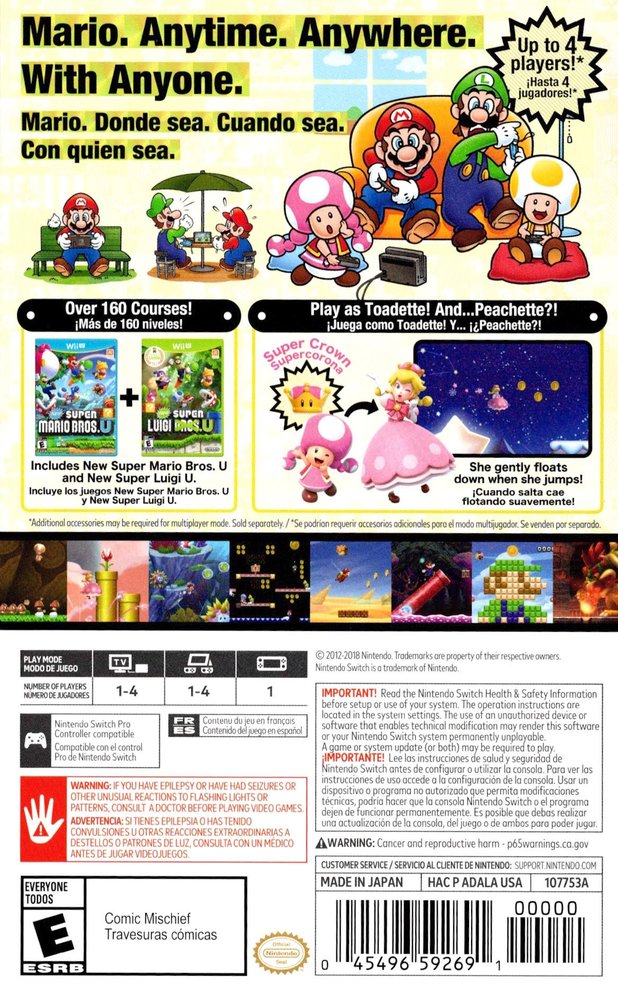 Mario. Anytime. Anywhere.
With Anyone.
Mario. Donde sea. Cuando sea.
Con quien sea.
Up to 4
players!*
¡Hasta 4
jugadores!*
Over 160 Courses!
¡Más de 160 niveles!
Wii U
SUPER
MARIO BROS.U
+
Wii U
SUPER
LUIGI BROS.U
Includes New Super Mario Bros. U
and New Super Luigi U.
Incluye los juegos New Super Mario Bros. U
y New Super Luigi U.
Play as Toadette! And...Peachette?!
¡Juega como Toadette! Y... ¡¿Peachette?!
Super Crown
Supercorona
She gently floats
down when she jumps!
¡Cuando salta cae
flotando suavemente!
*Additional accessories may be required for multiplayer mode. Sold separately. / *Se podrían requerir accesorios adicionales para el modo multijugador. Se venden por separado.
PLAY MODE
MODO DE JUEGO
TV
NUMBER OF PLAYERS
NÚMERO DE JUGADORES
1-4
1-4
1
Nintendo Switch Pro
Controller compatible
Compatible con el control
Pro de Nintendo Switch
FR
ES
Contenu du jeu en français
Contenido del juego en español
WARNING: IF YOU HAVE EPILEPSY OR HAVE HAD SEIZURES OR
OTHER UNUSUAL REACTIONS TO FLASHING LIGHTS OR
PATTERNS, CONSULT A DOCTOR BEFORE PLAYING VIDEO GAMES.
ADVERTENCIA: SI TIENES EPILEPSIA O HAS TENIDO
CONVULSIONES U OTRAS REACCIONES EXTRAORDINARIAS A
DESTELLOS O PATRONES DE LUZ, CONSULTA CON UN MÉDICO
ANTES DE JUGAR VIDEOJUEGOS.
EVERYONE
TODOS
E
ESRB
Comic Mischief
Travesuras cómicas
Official
Nintendo
Seal
© 2012-2018 Nintendo. Trademarks are property of their respective owners.
Nintendo Switch is a trademark of Nintendo.
IMPORTANT! Read the Nintendo Switch Health & Safety Information
before setup or use of your system. The operation instructions are
located in the system settings. The use of an unauthorized device or
software that enables technical modification may render this software
or your Nintendo Switch system permanently unplayable.
A game or system update (or both) may be required to play.
¡IMPORTANTE! Lee las instrucciones de salud y seguridad de
Nintendo Switch antes de configurar o utilizar la consola. Para ver las
instrucciones de uso accede a la configuración de la consola. Usar un
dispositivo o programa no autorizado que permita modificaciones
técnicas, podría hacer que la consola Nintendo Switch o el programa
dejen de funcionar permanentemente. Es posible que debas realizar
una actualización de la consola, del juego o de ambos para poder jugar.
WARNING: Cancer and reproductive harm - p65warnings.ca.gov
CUSTOMER SERVICE / SERVICIO AL CLIENTE DE NINTENDO: SUPPORT.NINTENDO.COM
MADE IN JAPAN
HAC P ADALA USA
107753A
00000
0 45496 59269 1